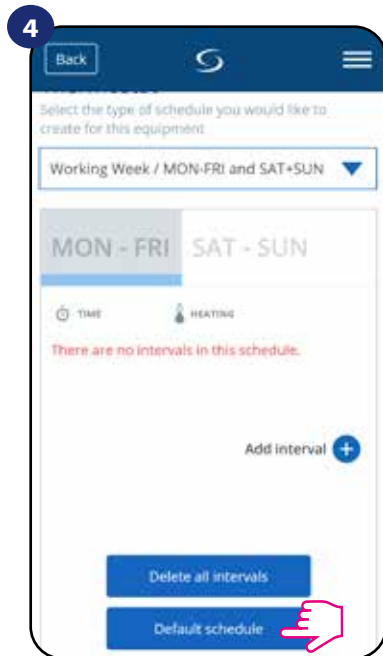 4
Back
Select the type of schedule you would like to
create for this equipment
Working Week / MON-FRI and SAT+SUN
MON - FRI SAT - SUN
TIME HEATING
There are no intervals in this schedule.
Add interval
Delete all intervals
Default schedule